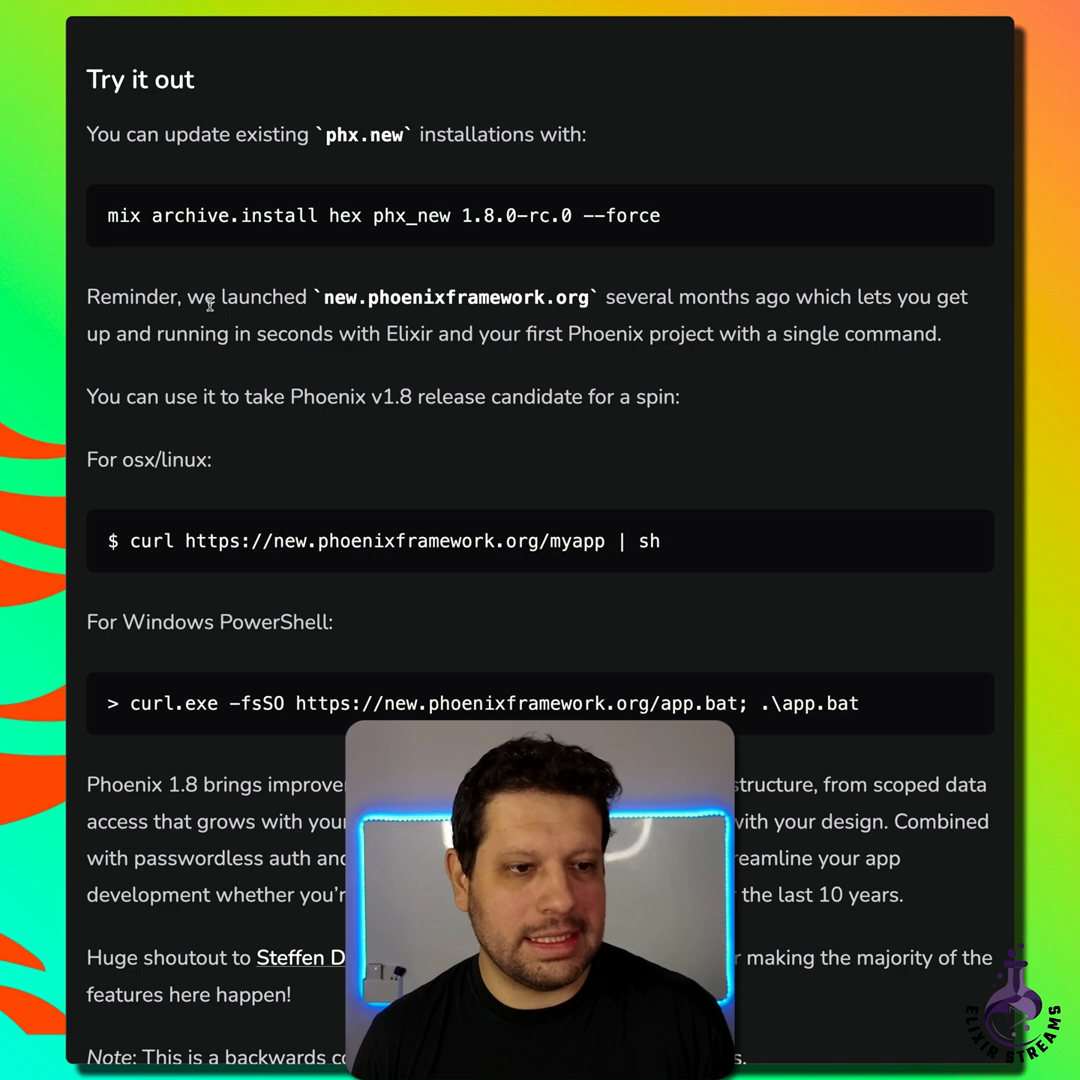 Try it out
You can update existing `phx.new` installations with:
mix archive.install hex phx_new 1.8.0-rc.0 --force
Reminder, we launched `new.phoenixframework.org` several months ago which lets you get
up and running in seconds with Elixir and your first Phoenix project with a single command.
You can use it to take Phoenix v1.8 release candidate for a spin:
For osx/linux:
$ curl https://new.phoenixframework.org/myapp | sh
For Windows PowerShell:
> curl.exe -fsSO https://new.phoenixframework.org/app.bat; .\app.bat
Phoenix 1.8 brings structure, from scoped data
access that grows with your with your design. Combined
with passwordless auth your app
development whether the last 10 years.
Huge shoutout to Steffen making the majority of the
features here happen!
Note: This is a backwards
ELIXIR STREAMS